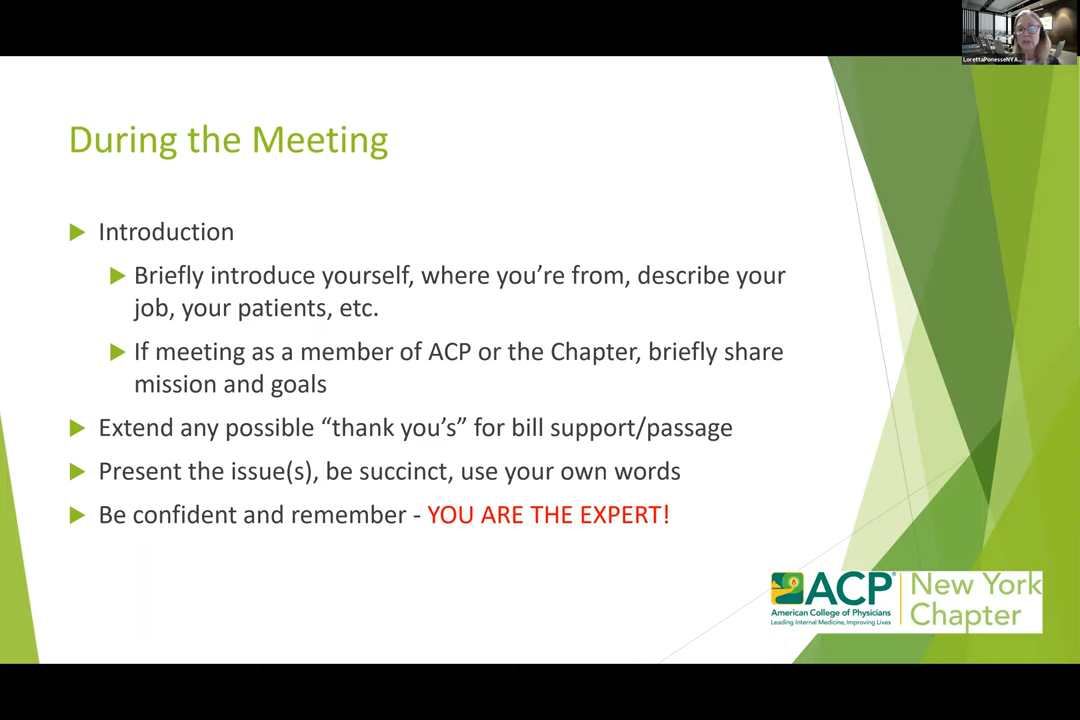 LorettaPonesseNYA...
During the Meeting
Introduction
Briefly introduce yourself, where you’re from, describe your
job, your patients, etc.
If meeting as a member of ACP or the Chapter, briefly share
mission and goals
Extend any possible “thank you’s” for bill support/passage
Present the issue(s), be succinct, use your own words
Be confident and remember - YOU ARE THE EXPERT!
ACP®
American College of Physicians
Leading Internal Medicine, Improving Lives
New York
Chapter